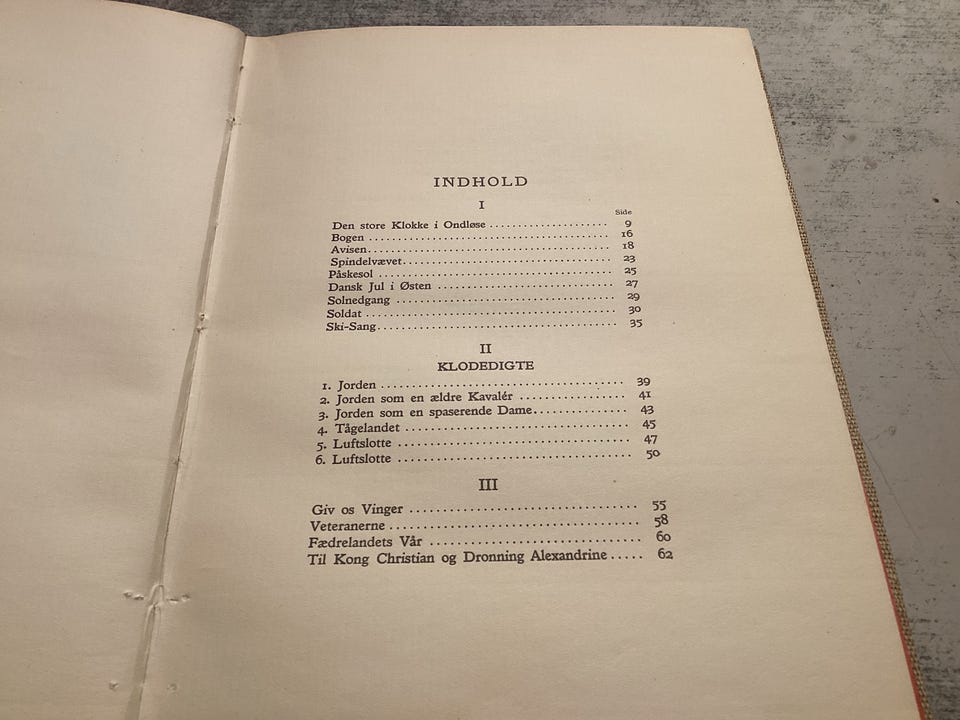 INDHOLD
I
Side
Den store Klokke i Ondløse .................... 9
Bogen ........................................ 16
Avisen........................................ 18
Spindelvævet.................................. 23
Påskesol ..................................... 25
Dansk Jul i Østen ............................ 27
Solnedgang ................................... 29
Soldat ....................................... 30
Ski-Sang...................................... 35
II
KLODEDIGTE
1. Jorden .................................... 39
2. Jorden som en ældre Kavalér ............... 41
3. Jorden som en spaserende Dame.............. 43
4. Tågelandet ................................ 45
5. Luftslotte ................................ 47
6. Luftslotte ................................ 50
III
Giv os Vinger ................................ 55
Veteranerne .................................. 58
Fædrelandets Vår ............................. 60
Til Kong Christian og Dronning Alexandrine ..... 62